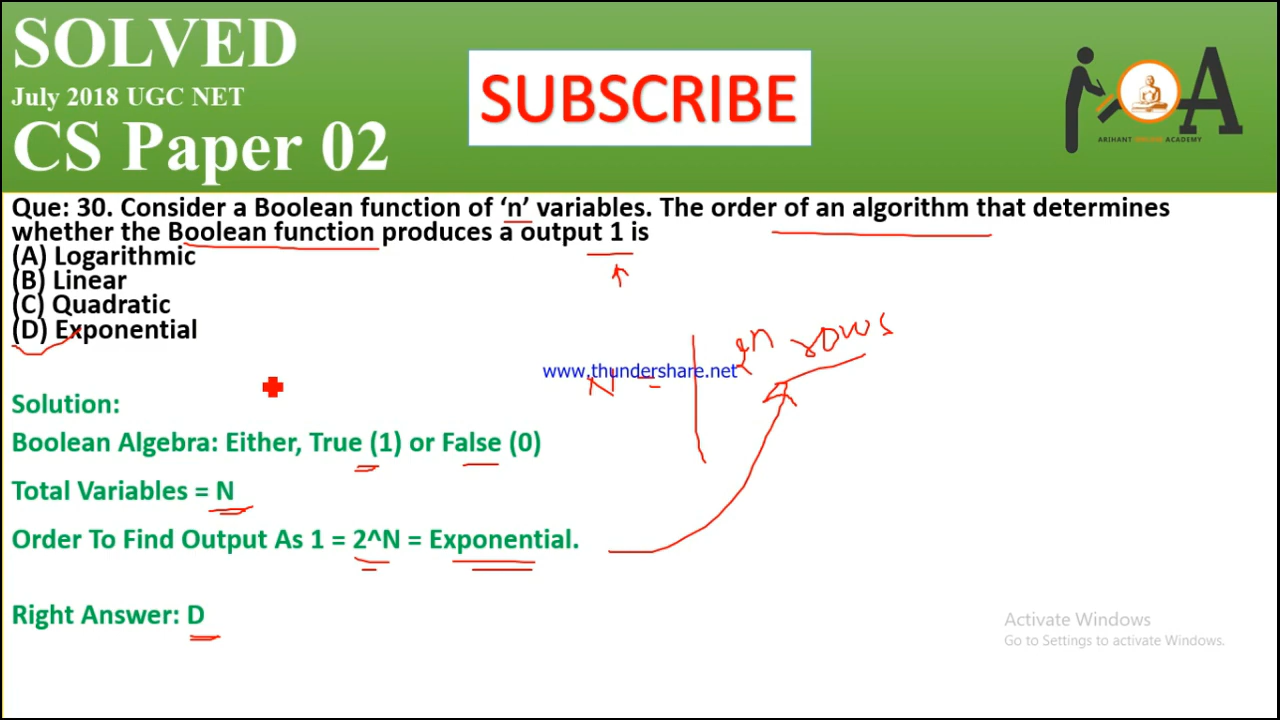 SOLVED
July 2018 UGC NET
CS Paper 02
SUBSCRIBE
A
ARIHANT ONLINE ACADEMY
Que: 30. Consider a Boolean function of ‘n’ variables. The order of an algorithm that determines
whether the Boolean function produces a output 1 is
(A) Logarithmic
(B) Linear
(C) Quadratic
(D) Exponential
2n rows
www.thundershare.net
N =
Solution:
Boolean Algebra: Either, True (1) or False (0)
Total Variables = N
Order To Find Output As 1 = 2^N = Exponential.
Right Answer: D
Activate Windows
Go to Settings to activate Windows.